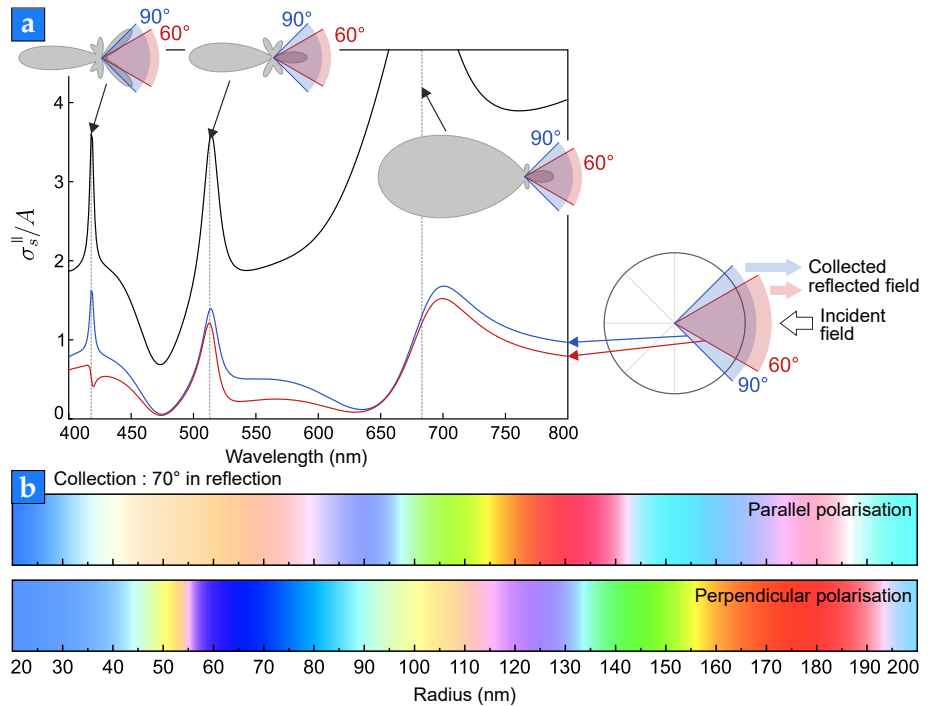 a
90°
60°
90°
60°
90°
60°
4
3
2
1
0
σ_s^∥/A
400 450 500 550 600 650 700 750 800
Wavelength (nm)
Collected
reflected field
Incident
field
60°
90°
b Collection : 70° in reflection
Parallel polarisation
Perpendicular polarisation
20 30 40 50 60 70 80 90 100 110 120 130 140 150 160 170 180 190 200
Radius (nm)